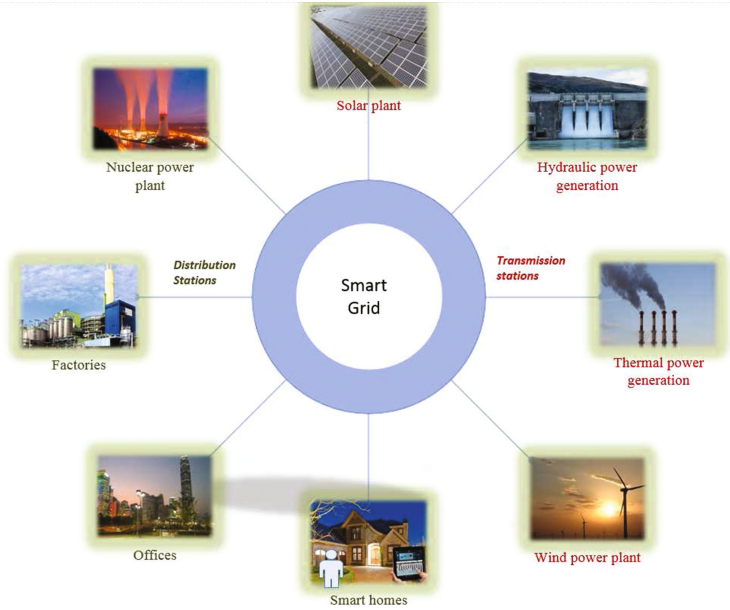 Solar plant
Nuclear power
plant
Hydraulic power
generation
Distribution
Stations
Transmission
stations
Smart
Grid
Factories
Thermal power
generation
Offices
Wind power plant
Smart homes